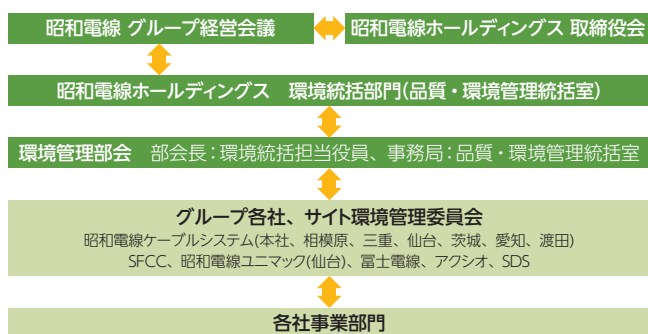 昭和電線 グループ経営会議
昭和電線ホールディングス 取締役会
昭和電線ホールディングス　環境統括部門(品質・環境管理統括室)
環境管理部会　部会長：環境統括担当役員、事務局：品質・環境管理統括室
グループ各社、サイト環境管理委員会
昭和電線ケーブルシステム(本社、相模原、三重、仙台、茨城、愛知、渡田)
SFCC、昭和電線ユニマック(仙台)、冨士電線、アクシオ、SDS
各社事業部門